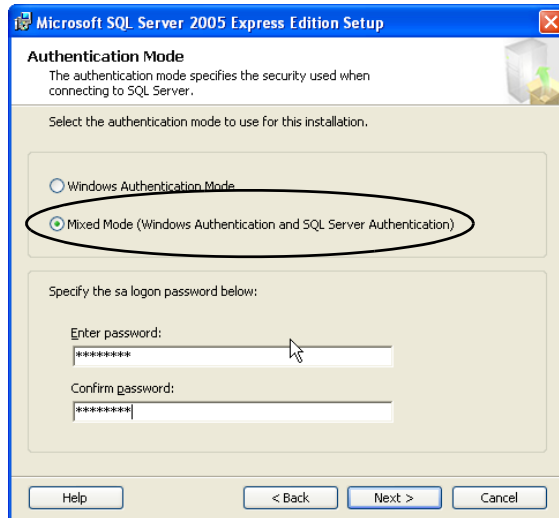 Microsoft SQL Server 2005 Express Edition Setup
Authentication Mode
The authentication mode specifies the security used when
connecting to SQL Server.
Select the authentication mode to use for this installation.
Windows Authentication Mode
Mixed Mode (Windows Authentication and SQL Server Authentication)
Specify the sa logon password below:
Enter password:
********
Confirm password:
********
Help
< Back
Next >
Cancel